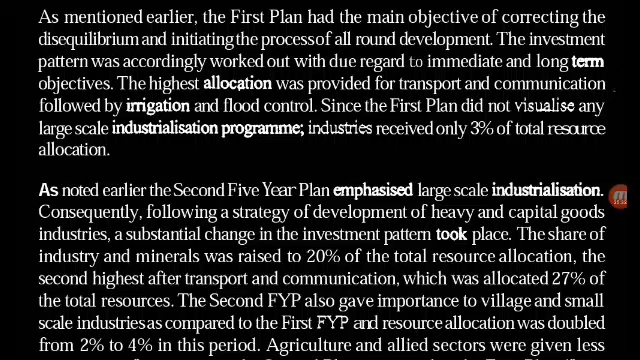 As mentioned earlier, the First Plan had the main objective of correcting the
disequilibrium and initiating the process of all round development. The investment
pattern was accordingly worked out with due regard to immediate and long term
objectives. The highest allocation was provided for transport and communication
followed by irrigation and flood control. Since the First Plan did not visualise any
large scale industrialisation programme; industries received only 3% of total resource
allocation.
As noted earlier the Second Five Year Plan emphasised large scale industrialisation.
Consequently, following a strategy of development of heavy and capital goods
industries, a substantial change in the investment pattern took place. The share of
industry and minerals was raised to 20% of the total resource allocation, the
second highest after transport and communication, which was allocated 27% of
the total resources. The Second FYP also gave importance to village and small
scale industries as compared to the First FYP and resource allocation was doubled
from 2% to 4% in this period. Agriculture and allied sectors were given less